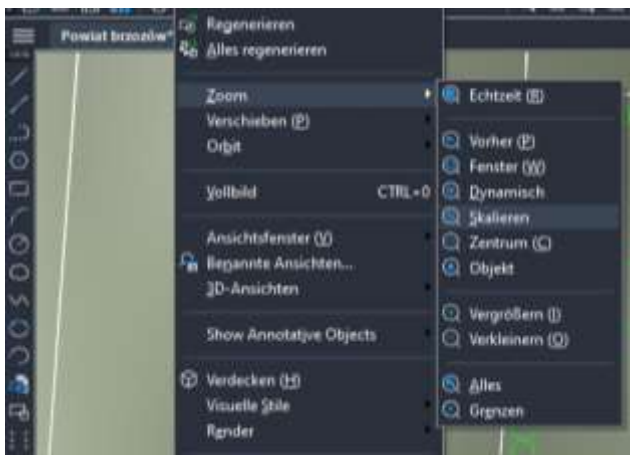 Powiat brzozów*
Regenerieren
Alles regenerieren
Zoom
Verschieben (P)
Orbit
Vollbild CTRL+0
Ansichtsfenster (V)
Benannte Ansichten...
3D-Ansichten
Show Annotative Objects
Verdecken (H)
Visuelle Stile
Render
Echtzeit (R)
Vorher (P)
Fenster (W)
Dynamisch
Skalieren
Zentrum (C)
Objekt
Vergrößern (I)
Verkleinern (O)
Alles
Grenzen